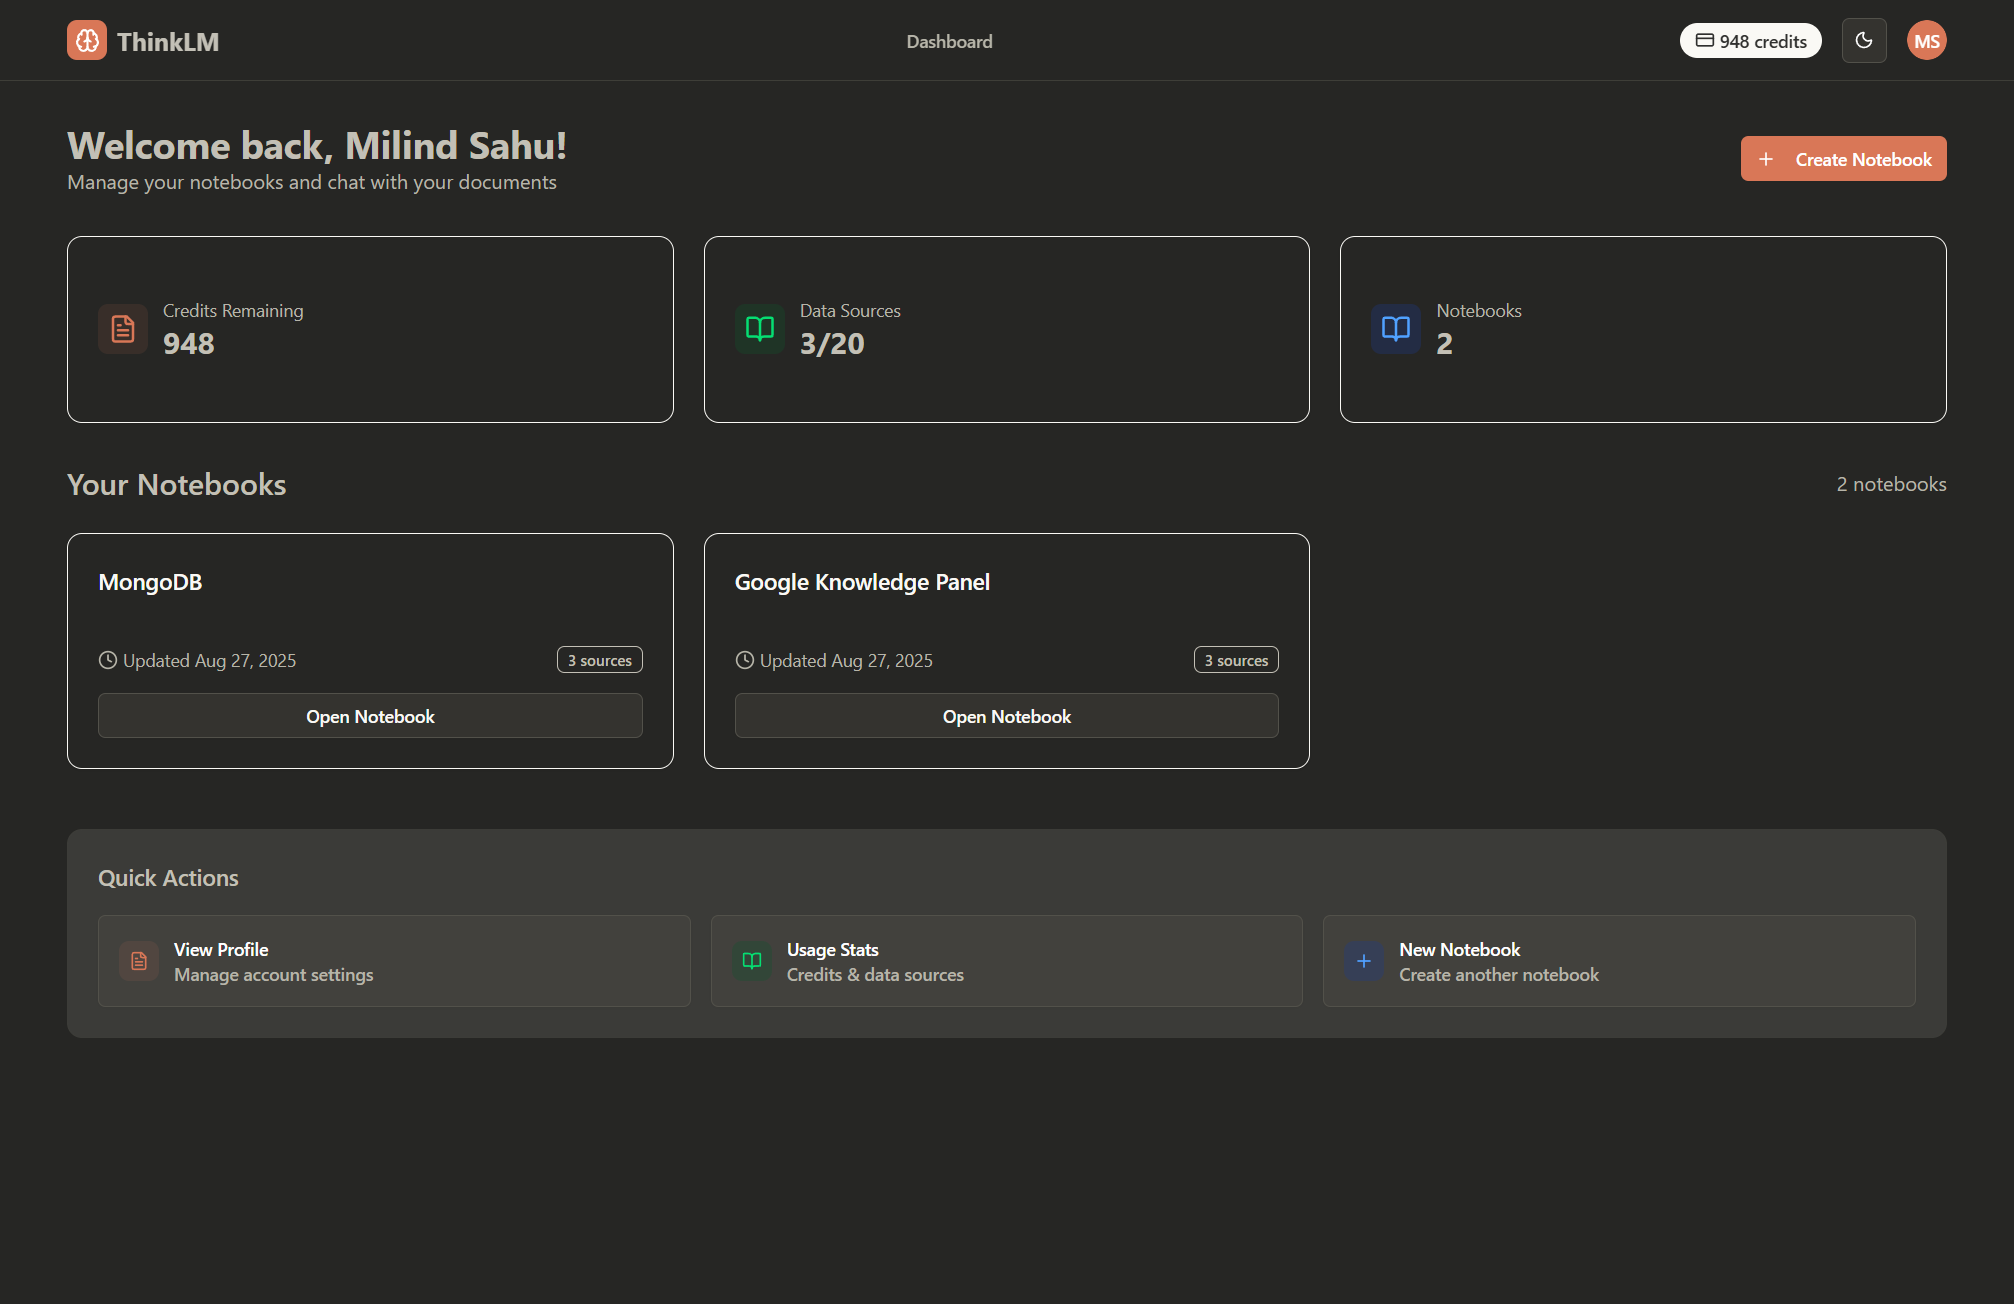 ThinkLM
Dashboard
948 credits
MS
Welcome back, Milind Sahu!
Manage your notebooks and chat with your documents
Create Notebook
Credits Remaining
948
Data Sources
3/20
Notebooks
2
Your Notebooks
2 notebooks
MongoDB
Updated Aug 27, 2025
3 sources
Open Notebook
Google Knowledge Panel
Updated Aug 27, 2025
3 sources
Open Notebook
Quick Actions
View Profile
Manage account settings
Usage Stats
Credits & data sources
New Notebook
Create another notebook